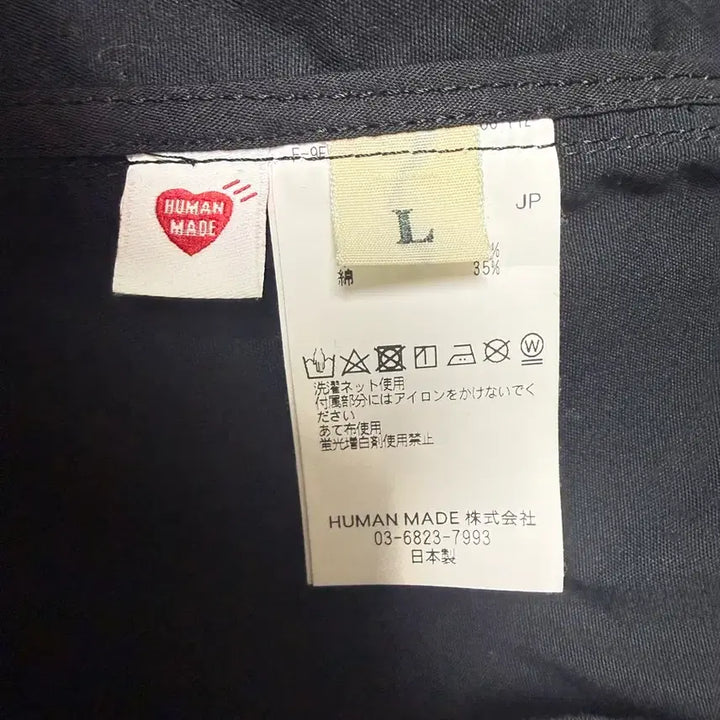 HUMAN
MADE
L
JP
%
綿 35%
W
洗濯ネット使用
付属部分にはアイロンをかけないでく
ださい
あて布使用
蛍光増白剤使用禁止
HUMAN MADE 株式会社
03-6823-7993
日本製